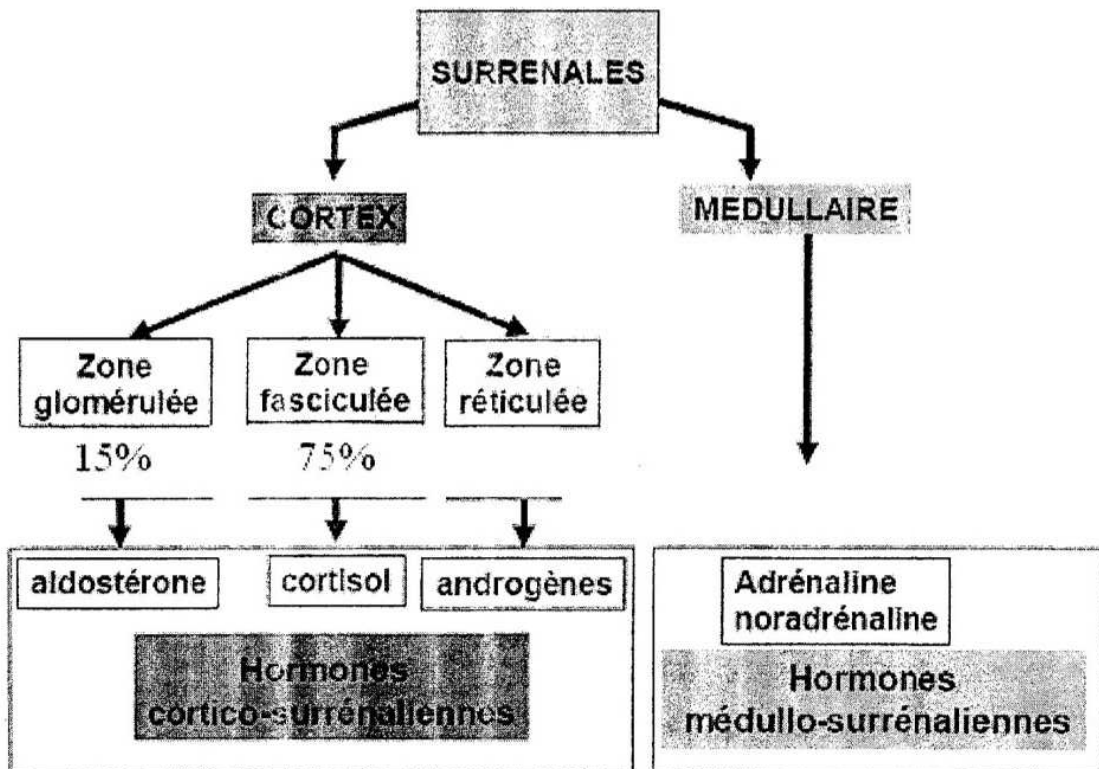 SURRENALES
CORTEX
MEDULLAIRE
Zone
glomérulée
Zone
fasciculée
Zone
réticulée
15%
75%
aldostérone
cortisol
androgènes
Adrénaline
noradrénaline
Hormones
cortico-surrénaliennes
Hormones
médullo-surrénaliennes